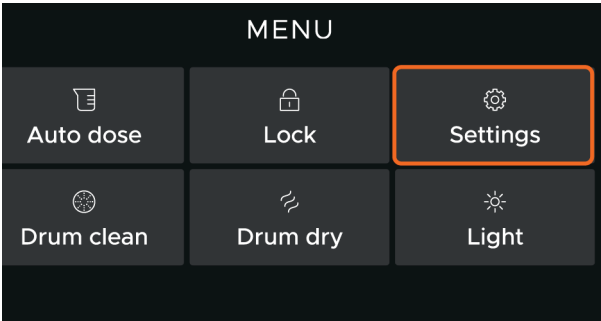 MENU
Auto dose
Lock
Settings
Drum clean
Drum dry
Light